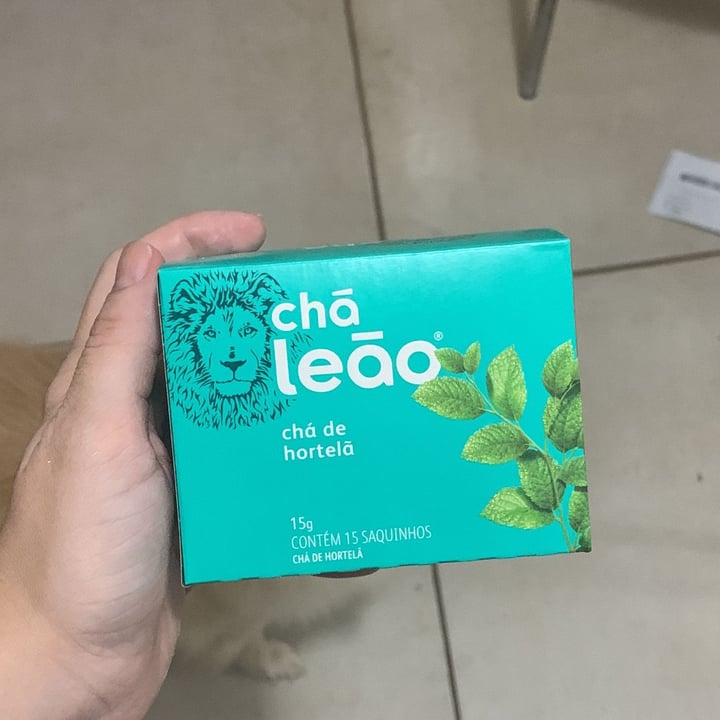 chá
leão®
chá de
hortelã
15g
CONTÉM 15 SAQUINHOS
CHÁ DE HORTELÃ